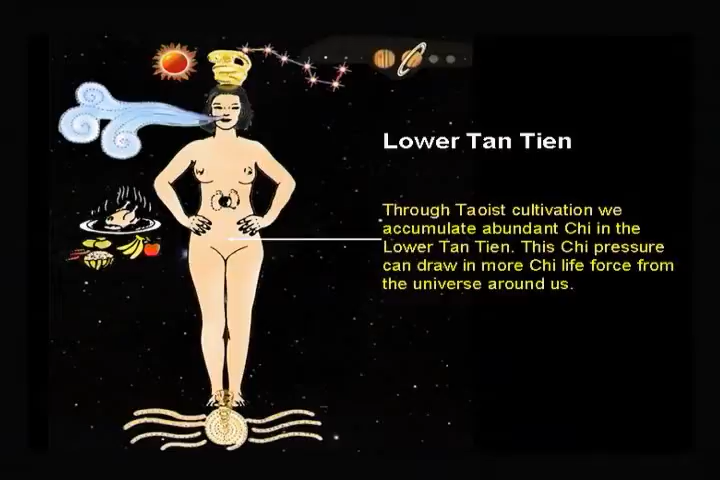 Lower Tan Tien
Through Taoist cultivation we
accumulate abundant Chi in the
Lower Tan Tien. This Chi pressure
can draw in more Chi life force from
the universe around us.